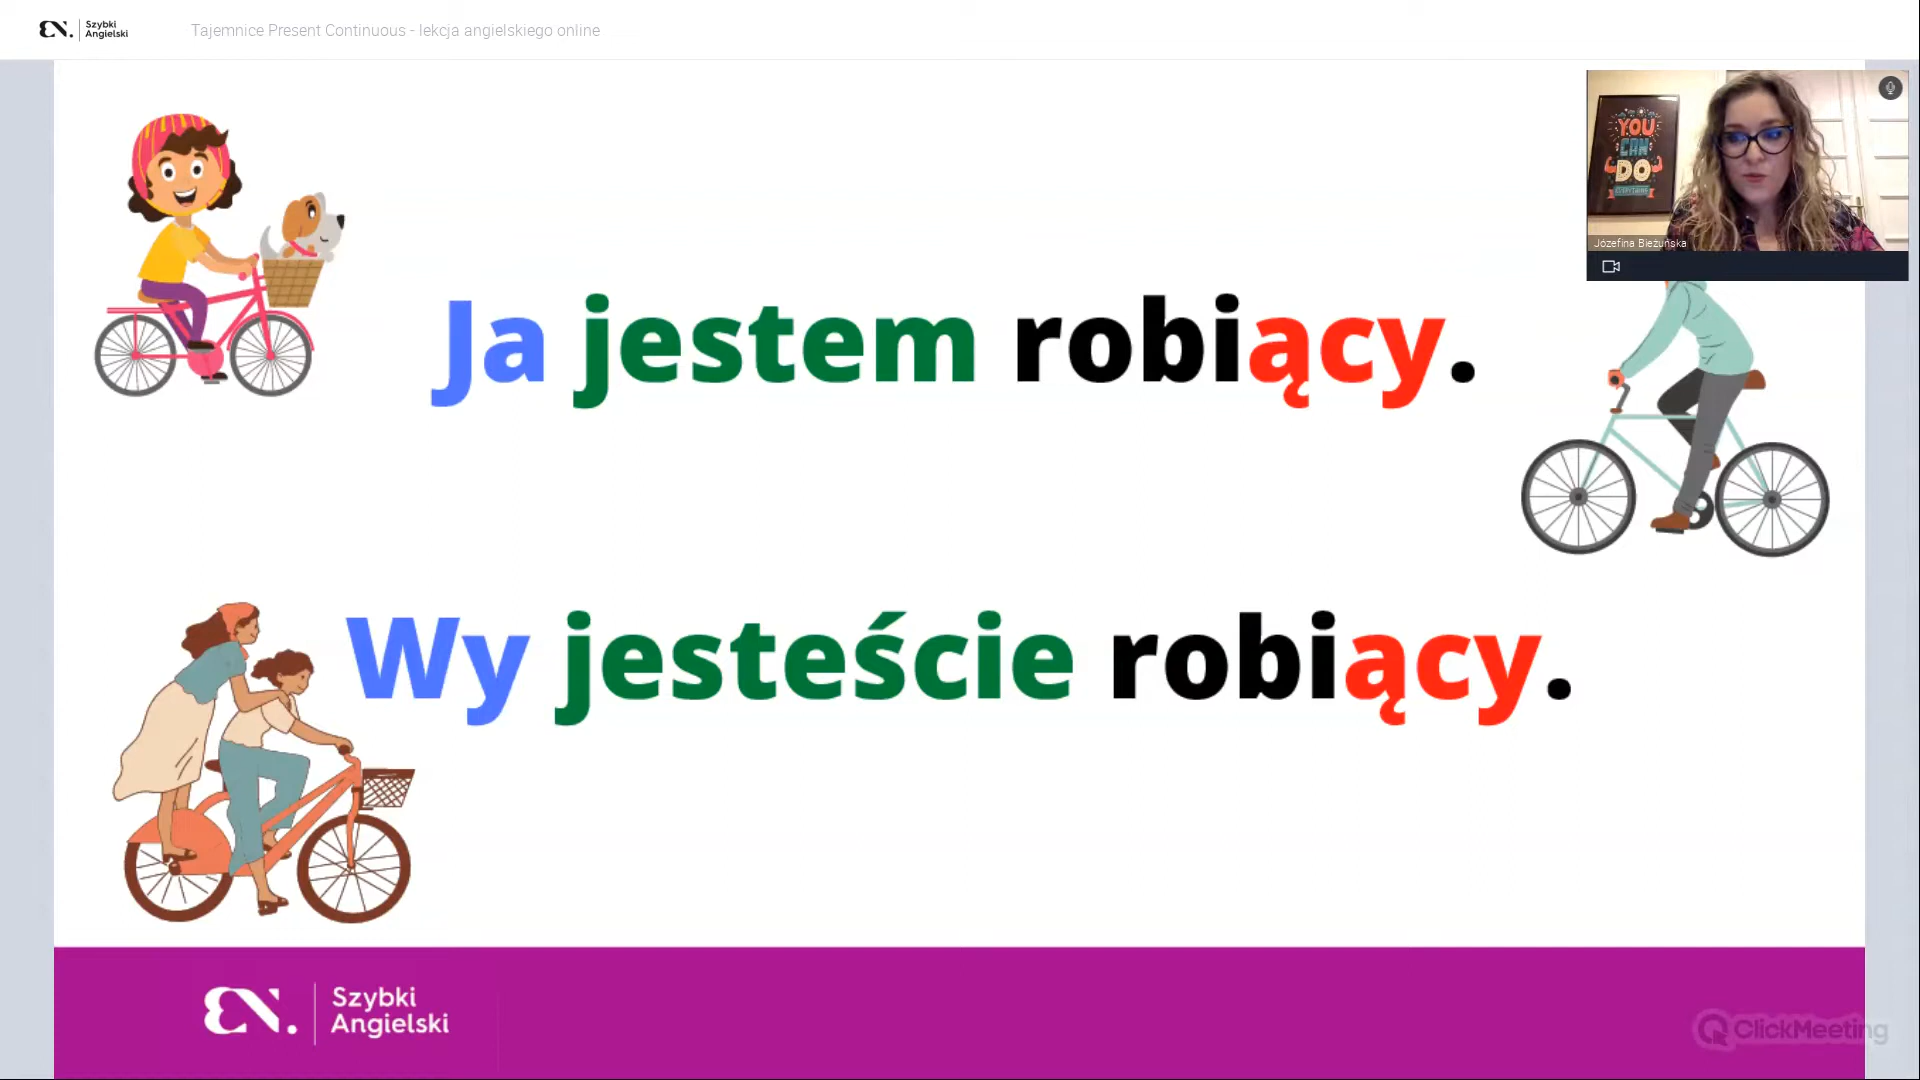 Szybki
Angielski
Tajemnice Present Continuous - lekcja angielskiego online
YOU
CAN
DO
Józefina Bieżuńska
Ja jestem robiący.
Wy jesteście robiący.
Szybki
Angielski
ClickMeeting